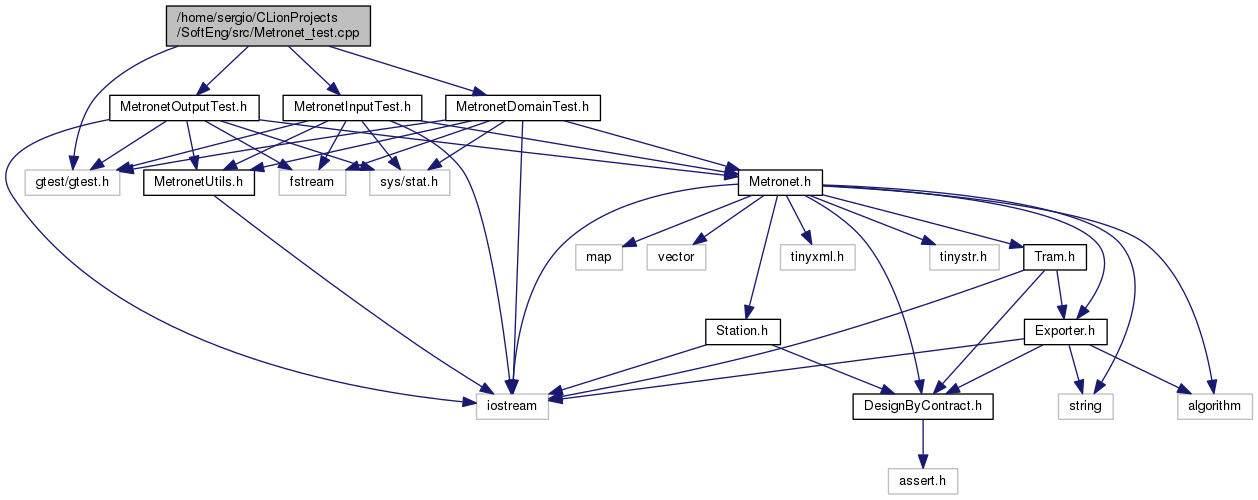 /home/sergio/CLionProjects
/SoftEng/src/Metronet_test.cpp
MetronetOutputTest.h
MetronetInputTest.h
MetronetDomainTest.h
gtest/gtest.h
MetronetUtils.h
fstream
sys/stat.h
Metronet.h
map
vector
tinyxml.h
tinystr.h
Tram.h
Station.h
Exporter.h
iostream
DesignByContract.h
string
algorithm
assert.h